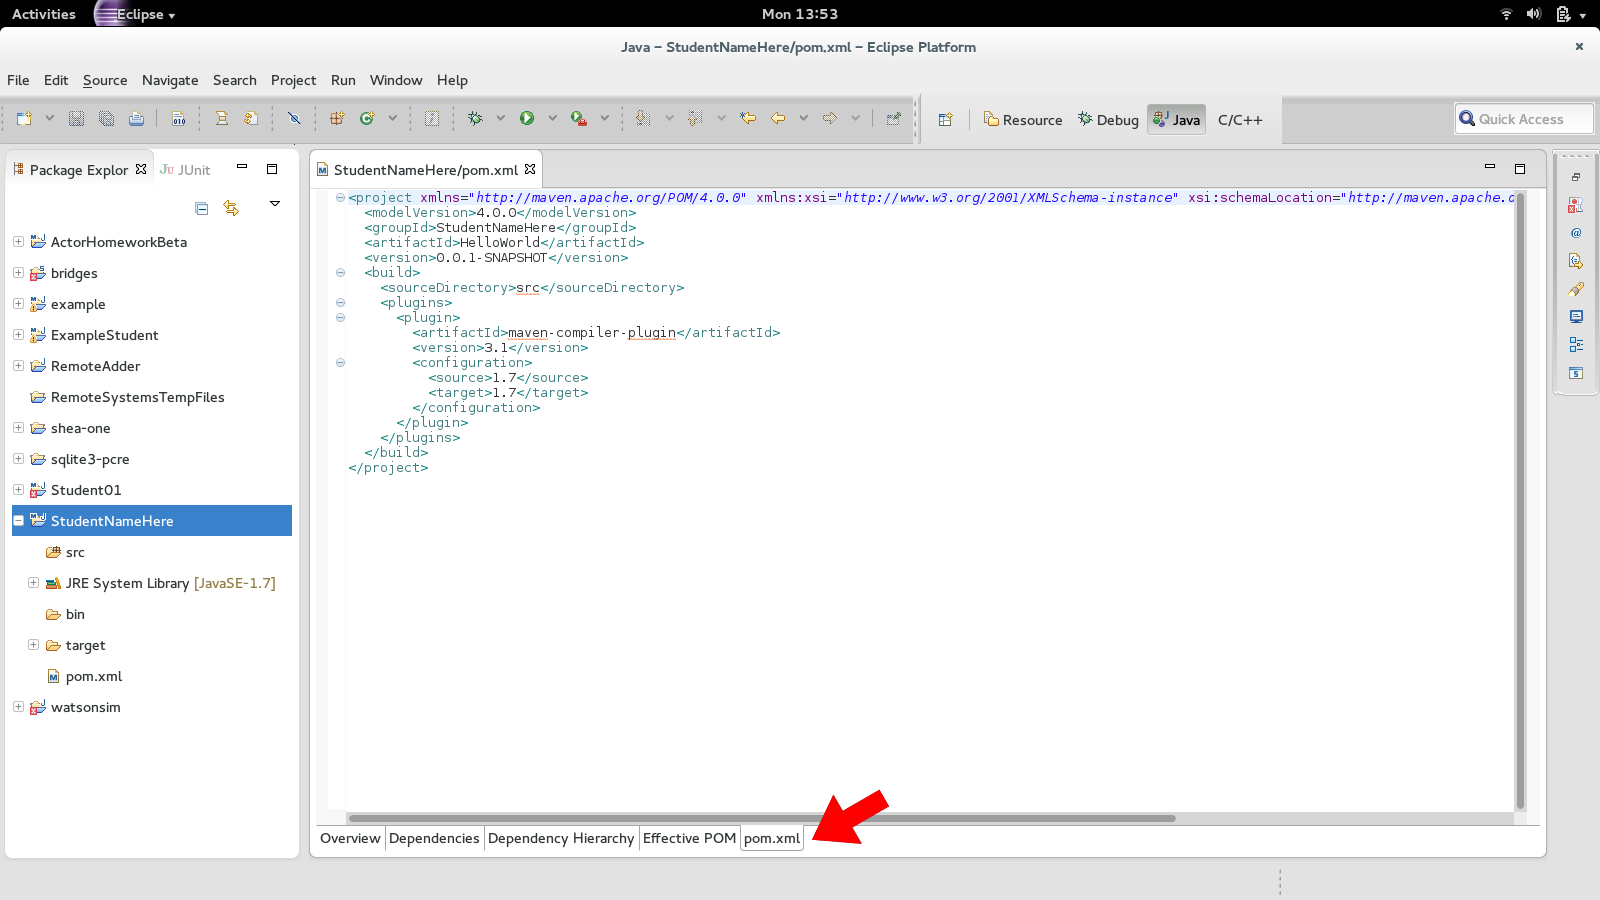 Activities Eclipse Mon 13:53
Java – StudentNameHere/pom.xml – Eclipse Platform
File Edit Source Navigate Search Project Run Window Help
Resource Debug Java C/C++ Quick Access
Package Explor JUnit
ActorHomeworkBeta
bridges
example
ExampleStudent
RemoteAdder
RemoteSystemsTempFiles
shea-one
sqlite3-pcre
Student01
StudentNameHere
src
JRE System Library [JavaSE-1.7]
bin
target
pom.xml
watsonsim
StudentNameHere/pom.xml
<project xmlns="http://maven.apache.org/POM/4.0.0" xmlns:xsi="http://www.w3.org/2001/XMLSchema-instance" xsi:schemaLocation="http://maven.apache.o
<modelVersion>4.0.0</modelVersion>
<groupId>StudentNameHere</groupId>
<artifactId>HelloWorld</artifactId>
<version>0.0.1-SNAPSHOT</version>
<build>
<sourceDirectory>src</sourceDirectory>
<plugins>
<plugin>
<artifactId>maven-compiler-plugin</artifactId>
<version>3.1</version>
<configuration>
<source>1.7</source>
<target>1.7</target>
</configuration>
</plugin>
</plugins>
</build>
</project>
Overview Dependencies Dependency Hierarchy Effective POM pom.xml